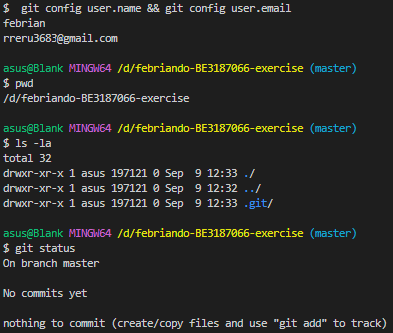 $  git config user.name && git config user.email
febrian
rreru3683@gmail.com

asus@Blank MINGW64 /d/febriando-BE3187066-exercise (master)
$ pwd
/d/febriando-BE3187066-exercise

asus@Blank MINGW64 /d/febriando-BE3187066-exercise (master)
$ ls -la
total 32
drwxr-xr-x 1 asus 197121 0 Sep  9 12:33 ./
drwxr-xr-x 1 asus 197121 0 Sep  9 12:32 ../
drwxr-xr-x 1 asus 197121 0 Sep  9 12:33 .git/

asus@Blank MINGW64 /d/febriando-BE3187066-exercise (master)
$ git status
On branch master

No commits yet

nothing to commit (create/copy files and use "git add" to track)